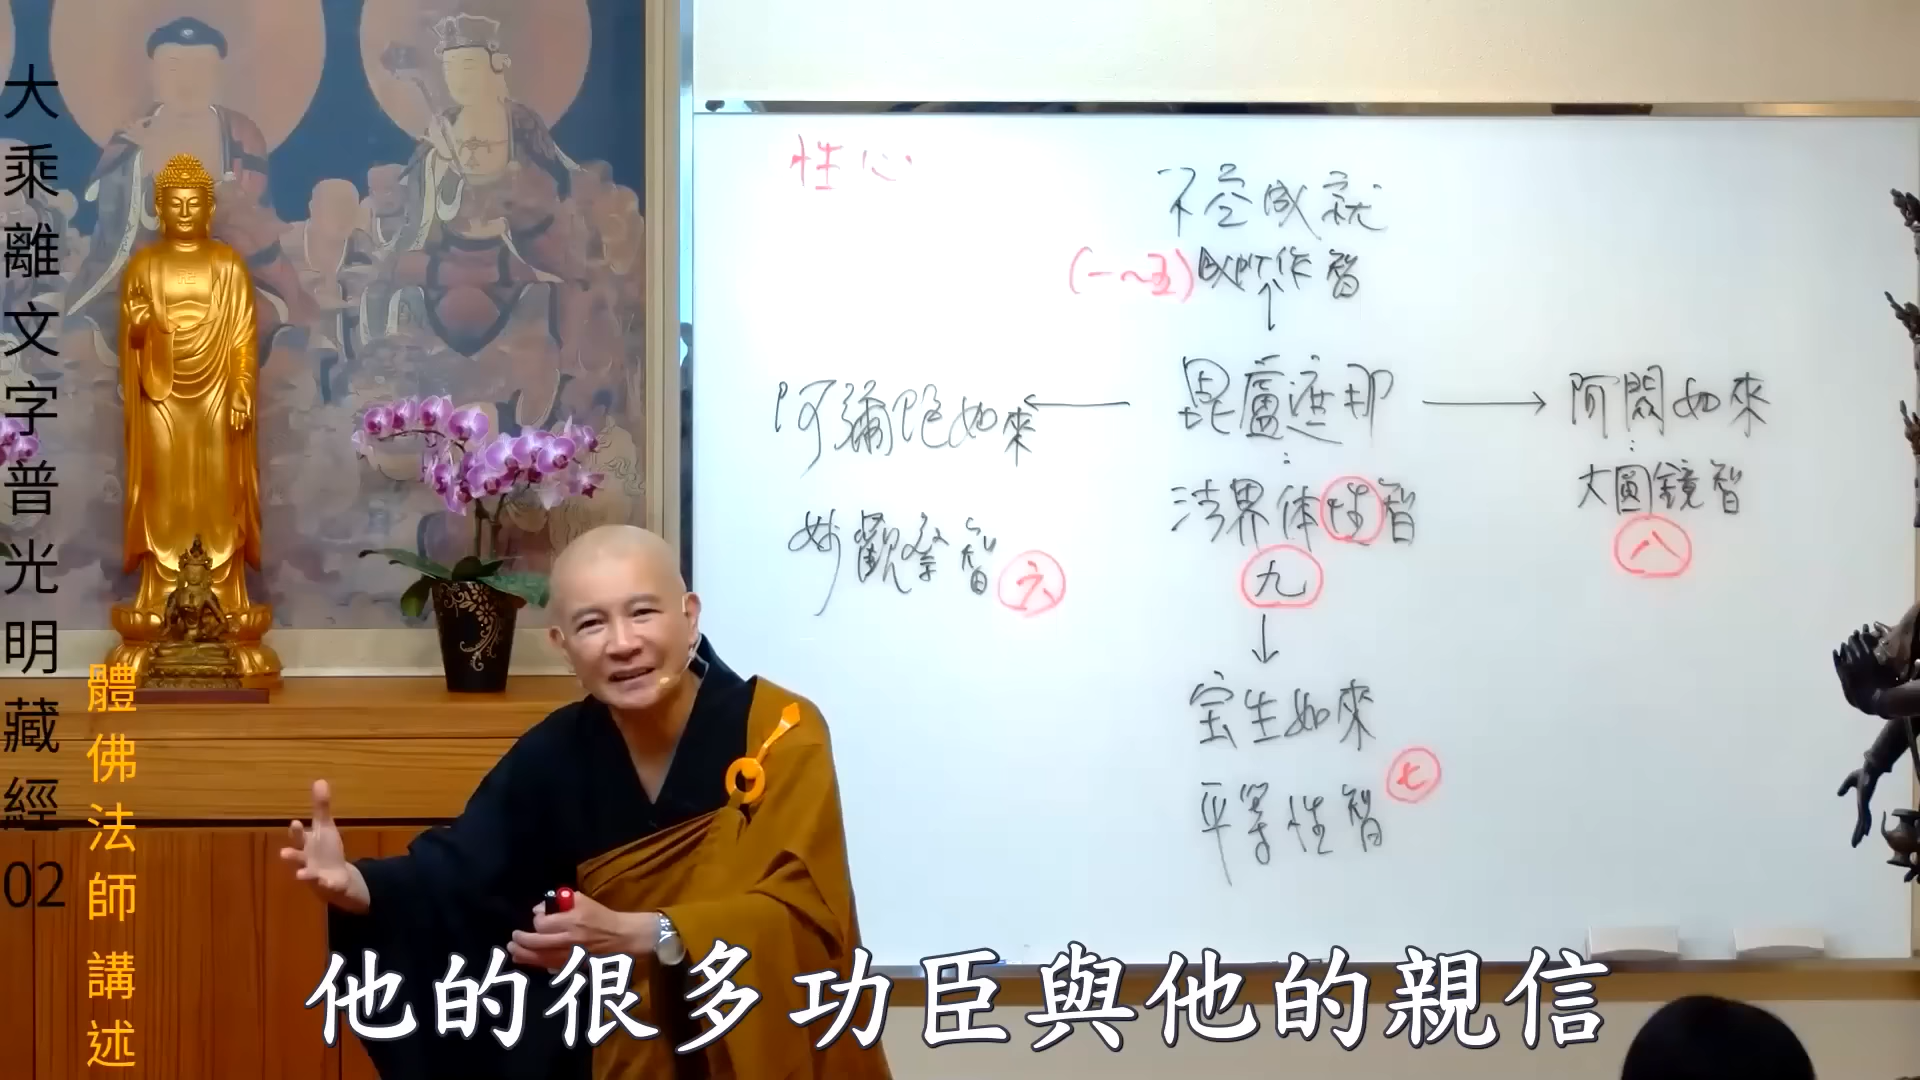 大乘離文字普光明藏經02
體佛法師講述
性心
不空成就
(一~五)成所作智
↑
阿彌陀如來 ← 毘盧遮那 → 阿閦如來
妙觀察智 六
法界体性智
九
大圓鏡智
八
↓
宝生如來
平等性智 七
他的很多功臣與他的親信